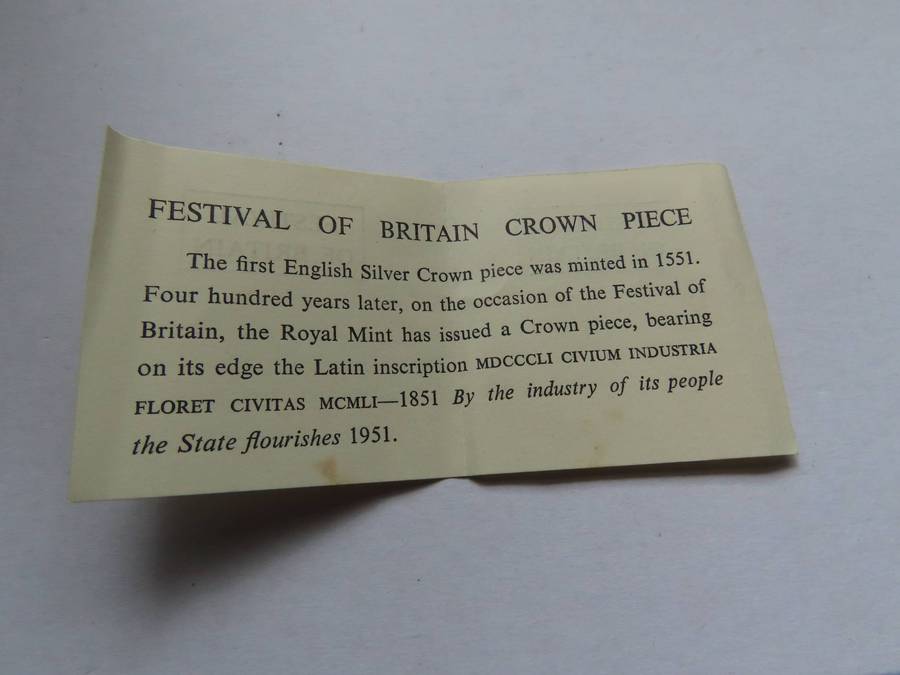 FESTIVAL OF BRITAIN CROWN PIECE
The first English Silver Crown piece was minted in 1551.
Four hundred years later, on the occasion of the Festival of
Britain, the Royal Mint has issued a Crown piece, bearing
on its edge the Latin inscription MDCCCLI CIVIUM INDUSTRIA
FLORET CIVITAS MCMLI—1851 By the industry of its people
the State flourishes 1951.